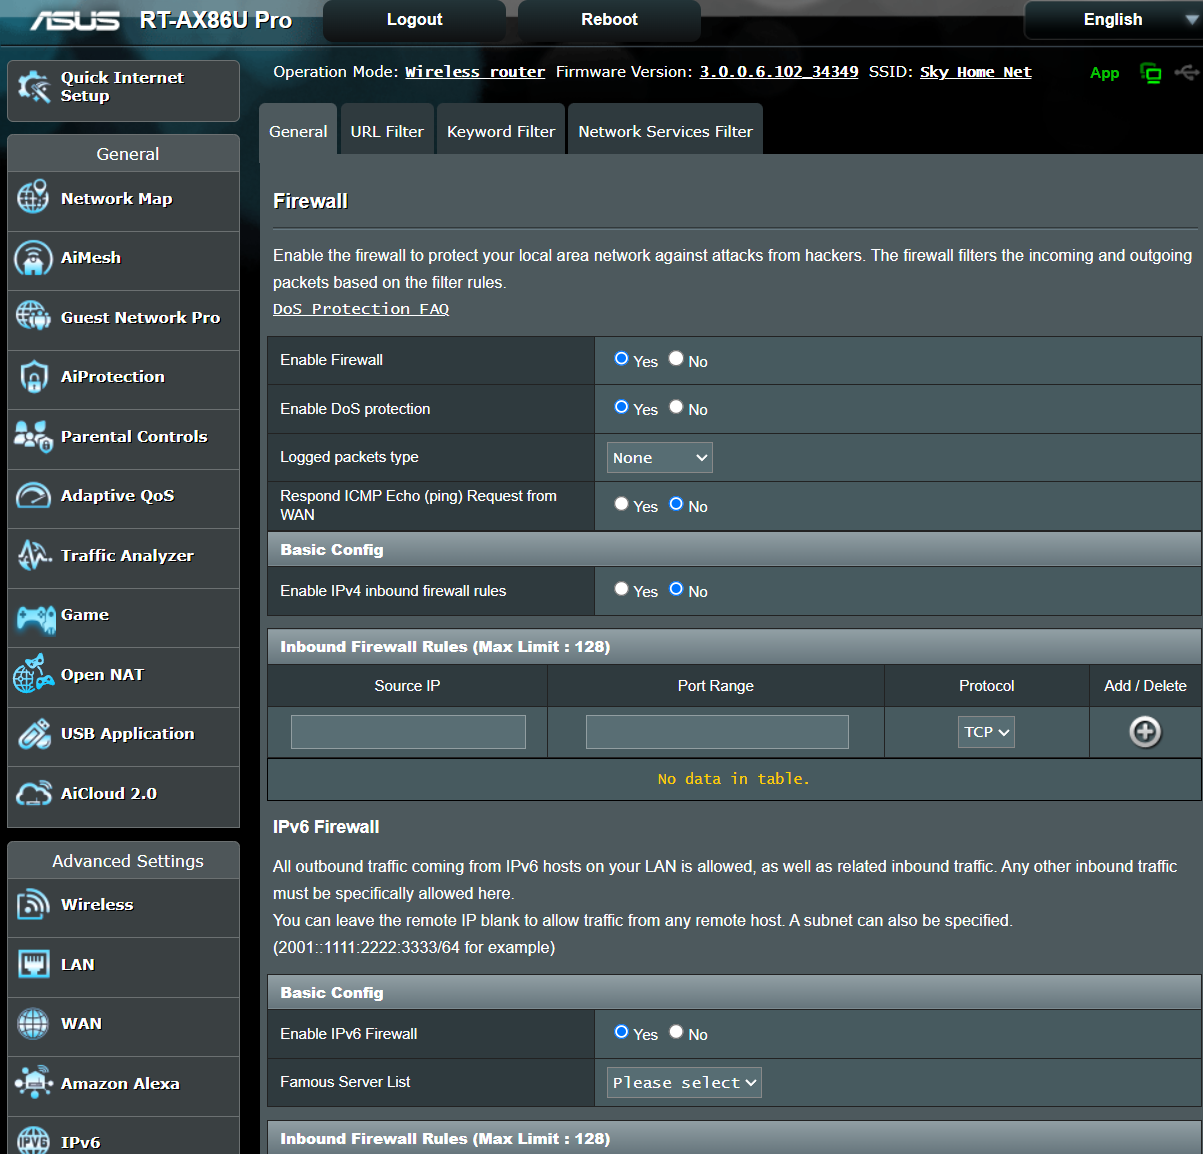 ASUS RT-AX86U Pro
Logout
Reboot
English
Quick Internet
Setup
Operation Mode: Wireless router Firmware Version: 3.0.0.6.102_34349 SSID: Sky Home Net
App
General
Network Map
AiMesh
Guest Network Pro
AiProtection
Parental Controls
Adaptive QoS
Traffic Analyzer
Game
Open NAT
USB Application
AiCloud 2.0
Advanced Settings
Wireless
LAN
WAN
Amazon Alexa
IPv6
General
URL Filter
Keyword Filter
Network Services Filter
Firewall
Enable the firewall to protect your local area network against attacks from hackers. The firewall filters the incoming and outgoing
packets based on the filter rules.
DoS Protection FAQ
Enable Firewall Yes No
Enable DoS protection Yes No
Logged packets type None
Respond ICMP Echo (ping) Request from
WAN Yes No
Basic Config
Enable IPv4 inbound firewall rules Yes No
Inbound Firewall Rules (Max Limit : 128)
Source IP Port Range Protocol Add / Delete
TCP
No data in table.
IPv6 Firewall
All outbound traffic coming from IPv6 hosts on your LAN is allowed, as well as related inbound traffic. Any other inbound traffic
must be specifically allowed here.
You can leave the remote IP blank to allow traffic from any remote host. A subnet can also be specified.
(2001::1111:2222:3333/64 for example)
Basic Config
Enable IPv6 Firewall Yes No
Famous Server List Please select
Inbound Firewall Rules (Max Limit : 128)